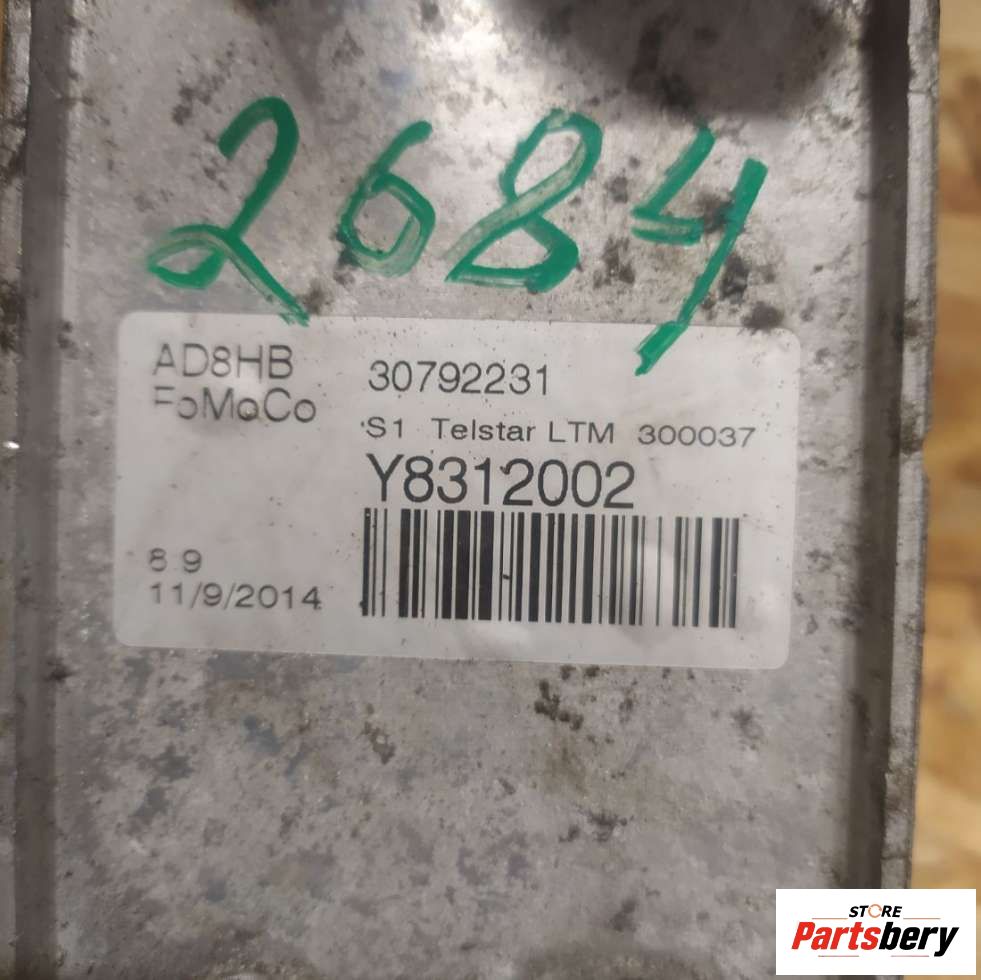 2684
AD8HB
FoMoCo
30792231
S1 Telstar LTM 300037
Y8312002
8 9
11/9/2014
STORE
Partsbery